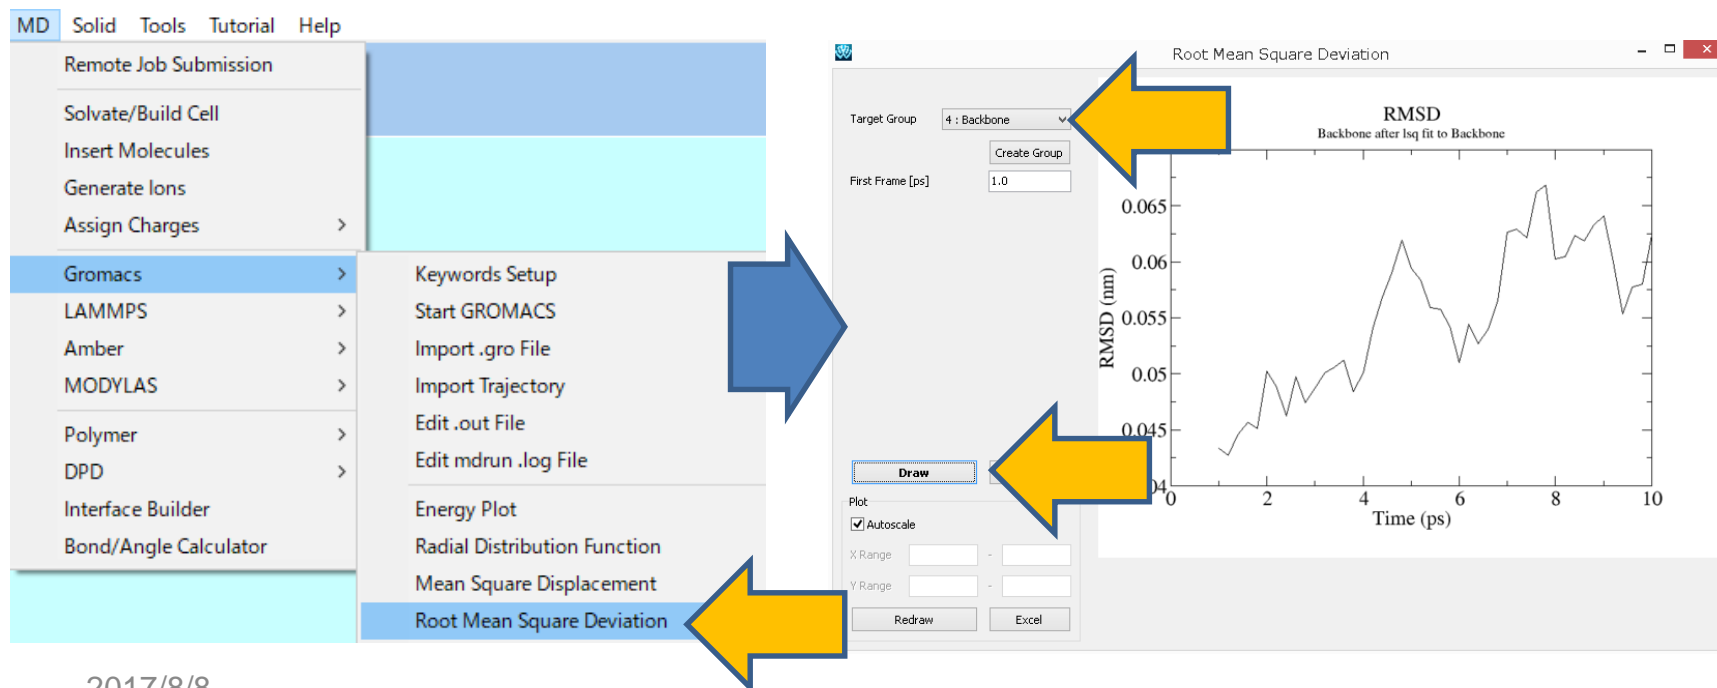 MD Solid Tools Tutorial Help
Remote Job Submission
Solvate/Build Cell
Insert Molecules
Generate Ions
Assign Charges >
Gromacs >
LAMMPS >
Amber >
MODYLAS >
Polymer >
DPD >
Interface Builder
Bond/Angle Calculator
Keywords Setup
Start GROMACS
Import .gro File
Import Trajectory
Edit .out File
Edit mdrun .log File
Energy Plot
Radial Distribution Function
Mean Square Displacement
Root Mean Square Deviation
Root Mean Square Deviation
Target Group 4 : Backbone
Create Group
First Frame [ps] 1.0
Draw
Plot
Autoscale
X Range -
Y Range -
Redraw Excel
RMSD
Backbone after lsq fit to Backbone
RMSD (nm)
0.065
0.06
0.055
0.05
0.045
04
0 2 4 6 8 10
Time (ps)
2017/8/8